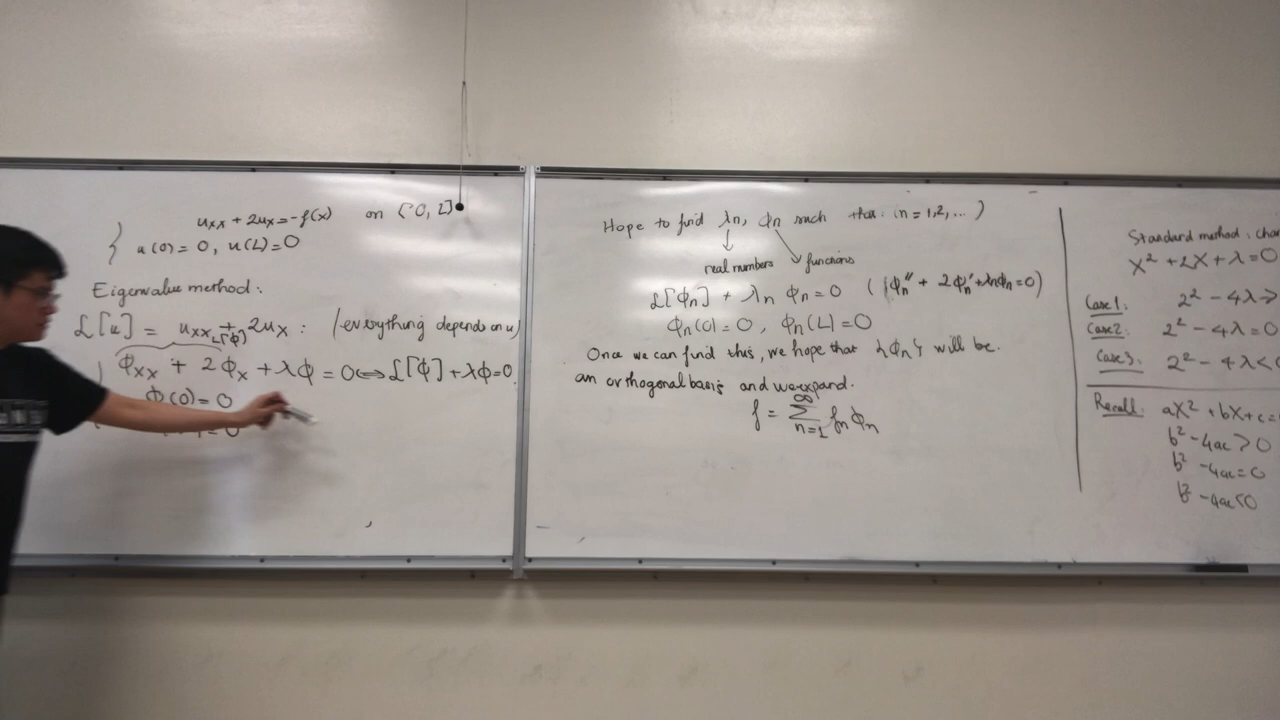 uxx + 2ux = -f(x) on [0, L]
u(0) = 0, u(L) = 0
Eigenvalue method:
ℒ[u] = uxx + 2ux : (everything depends on u)
ℒ[ϕ]
ϕxx + 2ϕx + λϕ = 0 ⟺ ℒ[ϕ] + λϕ = 0
ϕ(0) = 0
= 0
Hope to find λn, ϕn such that: (n = 1,2,...)
real numbers functions
ℒ[ϕn] + λn ϕn = 0 (ϕn'' + 2ϕn' + λnϕn = 0)
ϕn(0) = 0, ϕn(L) = 0
Once we can find this, we hope that {ϕn} will be
an orthogonal basis and we expand.
f = ∑_{n=1}^{∞} fn ϕn
Standard method: char
X² + 2X + λ = 0
Case 1: 2² - 4λ >
Case 2: 2² - 4λ = 0
Case 3. 2² - 4λ <
Recall: aX² + bX + c =
b² - 4ac > 0
b² - 4ac = 0
b² - 4ac < 0